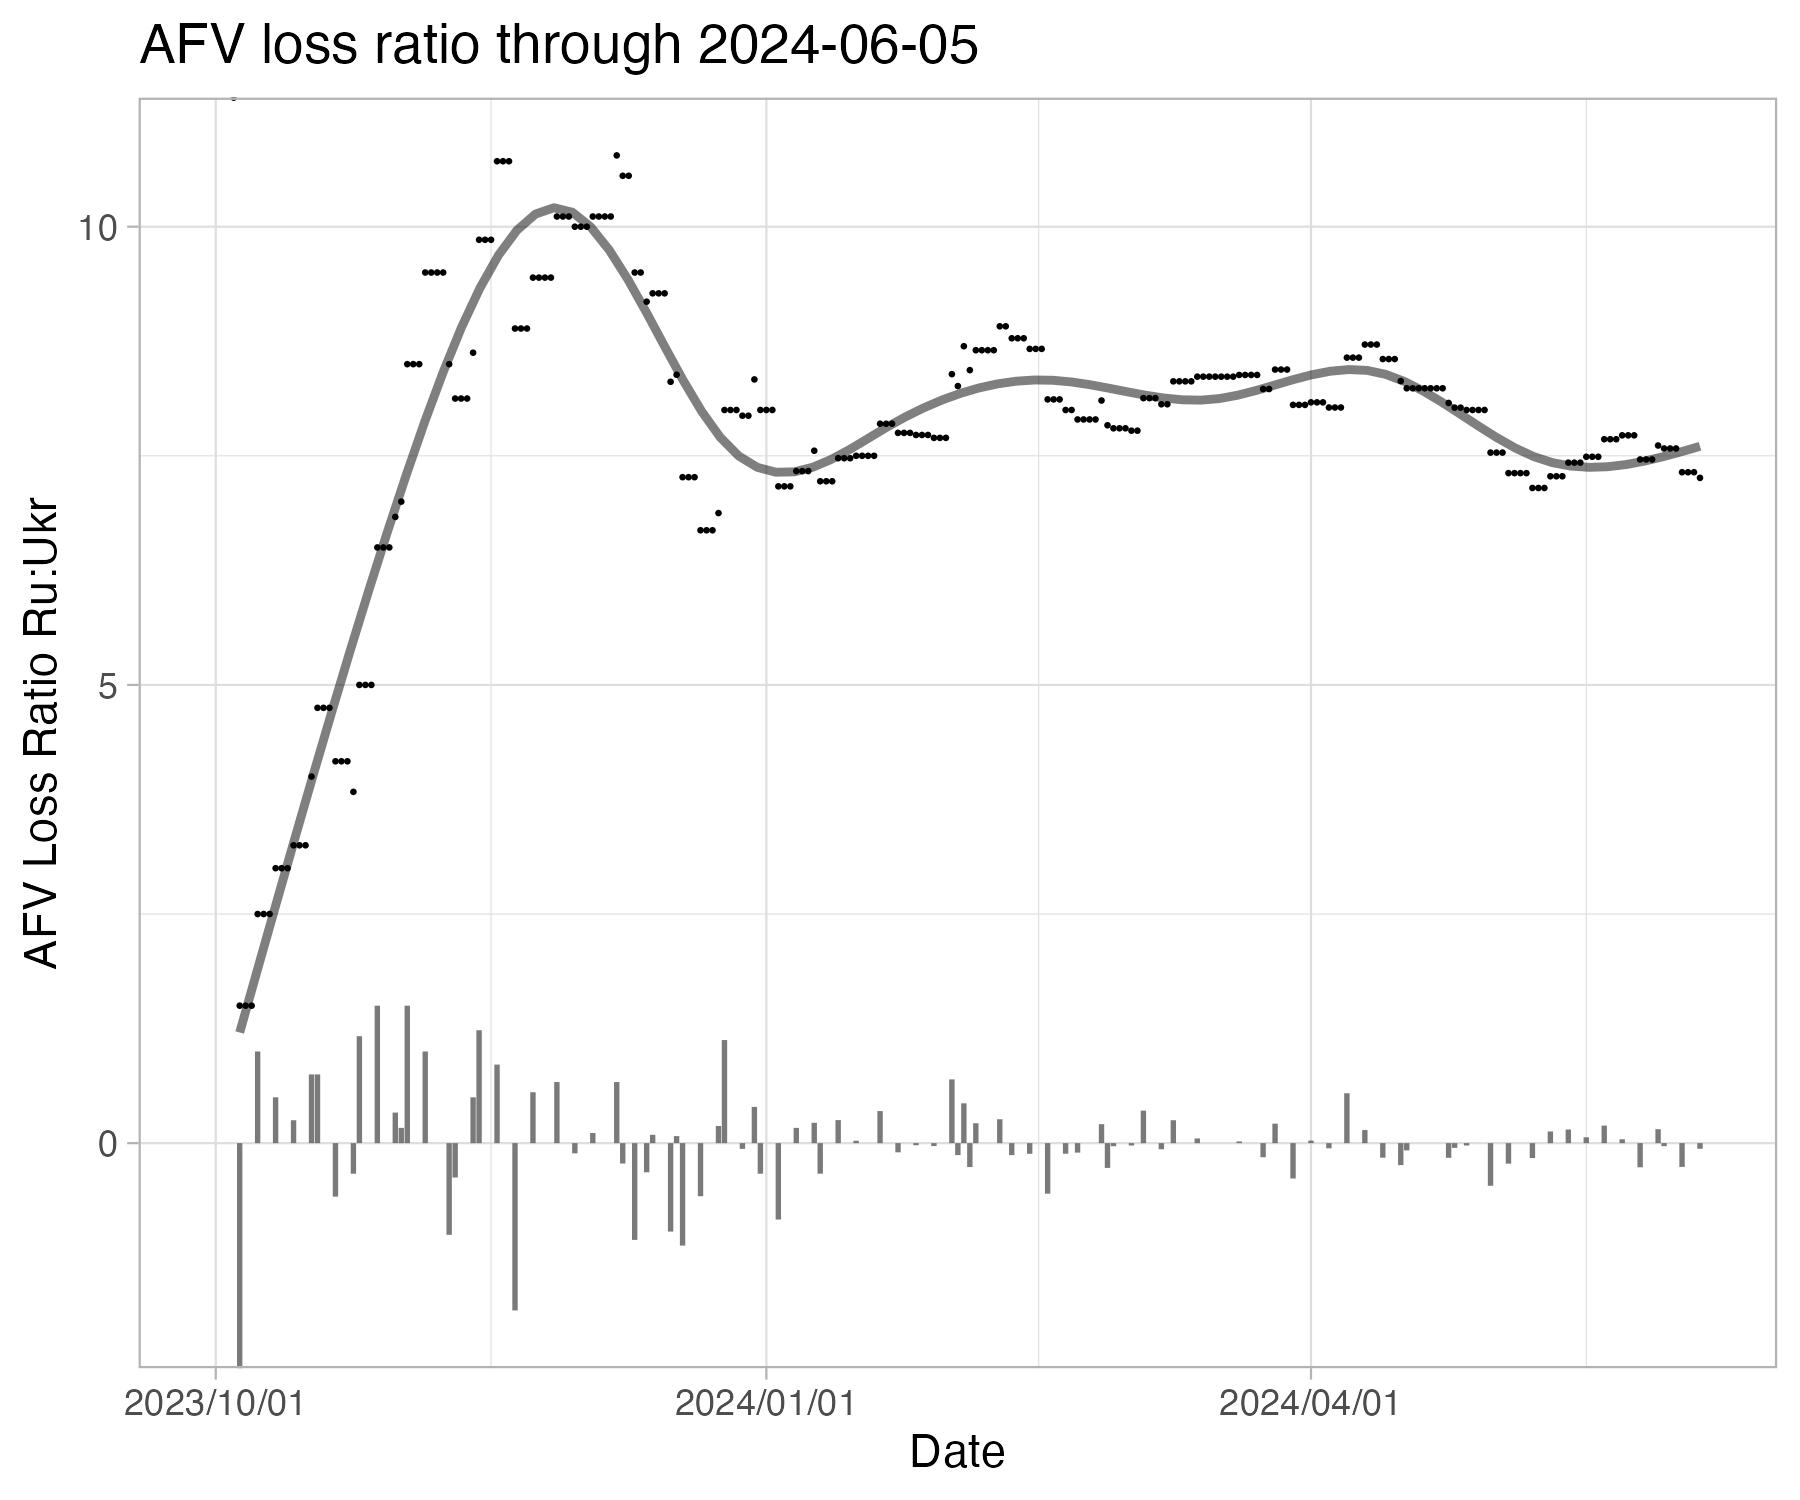 AFV loss ratio through 2024-06-05
AFV Loss Ratio Ru:Ukr
10
5
0
2023/10/01
2024/01/01
2024/04/01
Date